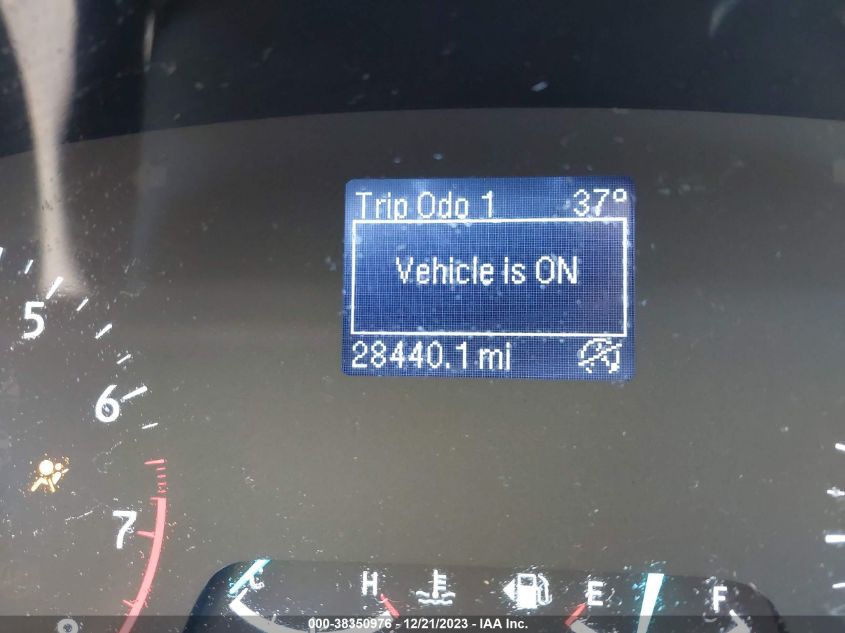 Trip Odo 1 37°
Vehicle is ON
28440.1 mi
5
6
7
8
C H E F
000-38350976 - 12/21/2023 - IAA Inc.